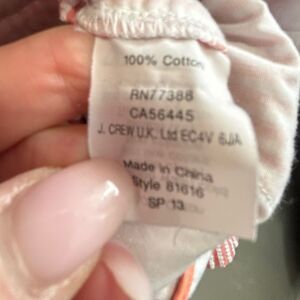 100% Cotton
RN77388
CA56445
J. CREW U.K. Ltd EC4V 6JA
Made in China
Style 81616
SP 13